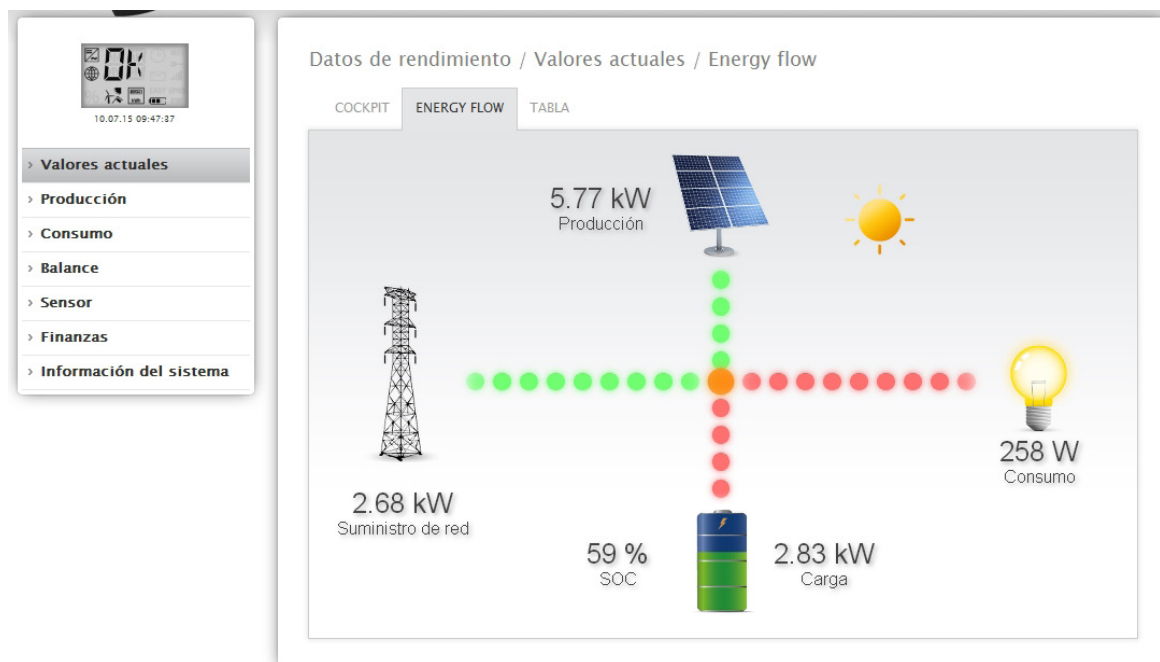 OK
10.07.15 09:47:37
› Valores actuales
› Producción
› Consumo
› Balance
› Sensor
› Finanzas
› Información del sistema
Datos de rendimiento / Valores actuales / Energy flow
COCKPIT ENERGY FLOW TABLA
5.77 kW
Producción
258 W
Consumo
2.68 kW
Suministro de red
59 %
SOC
2.83 kW
Carga